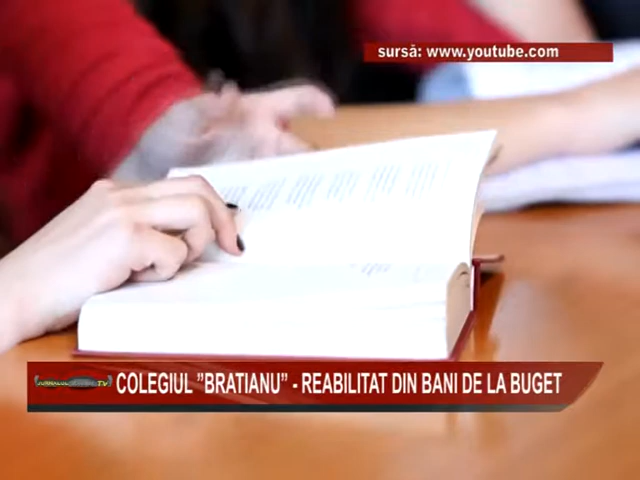 sursă: www.youtube.com
COLEGIUL ”BRATIANU” - REABILITAT DIN BANI DE LA BUGET